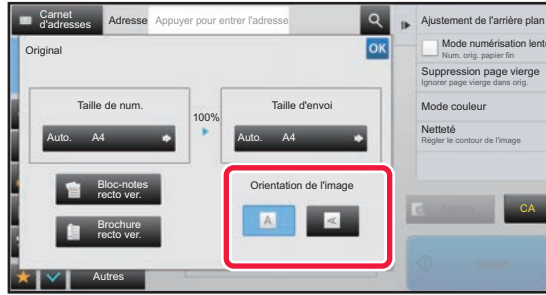 Carnet
d'adresses
Adresse
Appuyer pour entrer l'adresse
Original
OK
Taille de num.
Auto. A4
100%
Taille d'envoi
Auto. A4
Bloc-notes
recto ver.
Brochure
recto ver.
Orientation de l'image
A
A
Autres
Ajustement de l'arrière plan
Mode numérisation lente
Num. orig. papier fin
Suppression page vierge
Ignorer page vierge dans orig.
Mode couleur
Netteté
Régler le contour de l'image
Aperçu
CA
Départ